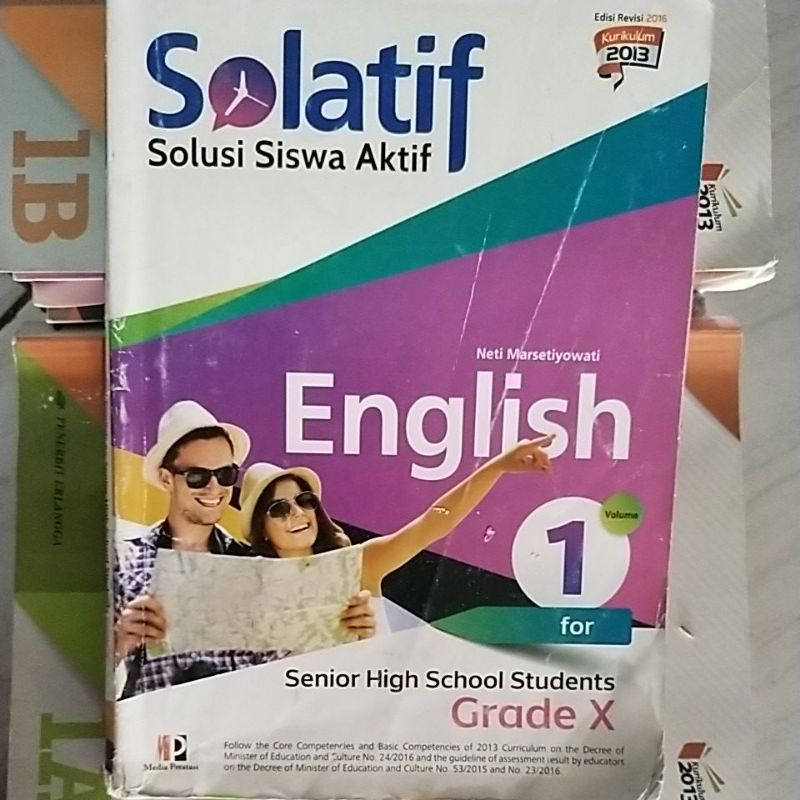 Edisi Revisi 2016
Kurikulum
2013
Solatif
Solusi Siswa Aktif
Neti Marsetiyowati
English
Volume
1
for
Senior High School Students
Grade X
Media Prestasi
Follow the Core Competencies and Basic Competencies of 2013 Curriculum on the Decree of
Minister of Education and Culture No. 24/2016 and the guideline of assessment result by educators
on the Decree of Minister of Education and Culture No. 53/2015 and No. 23/2016.
1B
PENERBIT ERLANGGA
1A
Kurikulum
2013
Kurikulum
2013